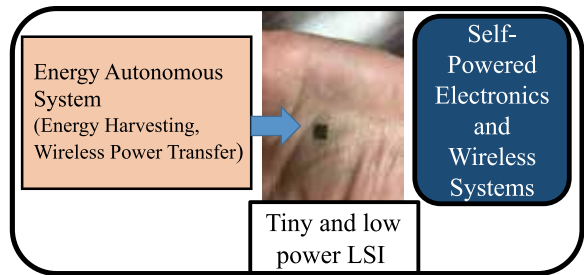 Energy Autonomous
System
(Energy Harvesting,
Wireless Power Transfer)
Tiny and low
power LSI
Self-
Powered
Electronics
and
Wireless
Systems